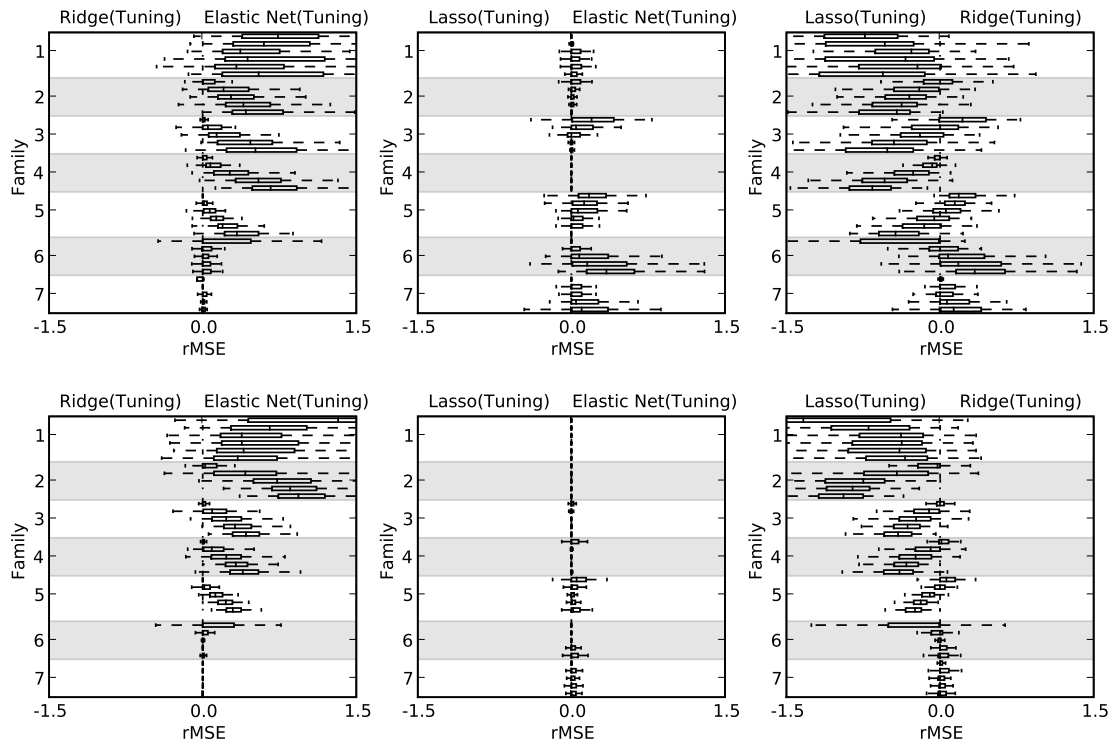 Ridge(Tuning) Elastic Net(Tuning) Lasso(Tuning) Elastic Net(Tuning) Lasso(Tuning) Ridge(Tuning)
Family Family Family
1 1 1
2 2 2
3 3 3
4 4 4
5 5 5
6 6 6
7 7 7
-1.5 0.0 1.5 -1.5 0.0 1.5 -1.5 0.0 1.5
rMSE rMSE rMSE
Ridge(Tuning) Elastic Net(Tuning) Lasso(Tuning) Elastic Net(Tuning) Lasso(Tuning) Ridge(Tuning)
Family Family Family
1 1 1
2 2 2
3 3 3
4 4 4
5 5 5
6 6 6
7 7 7
-1.5 0.0 1.5 -1.5 0.0 1.5 -1.5 0.0 1.5
rMSE rMSE rMSE